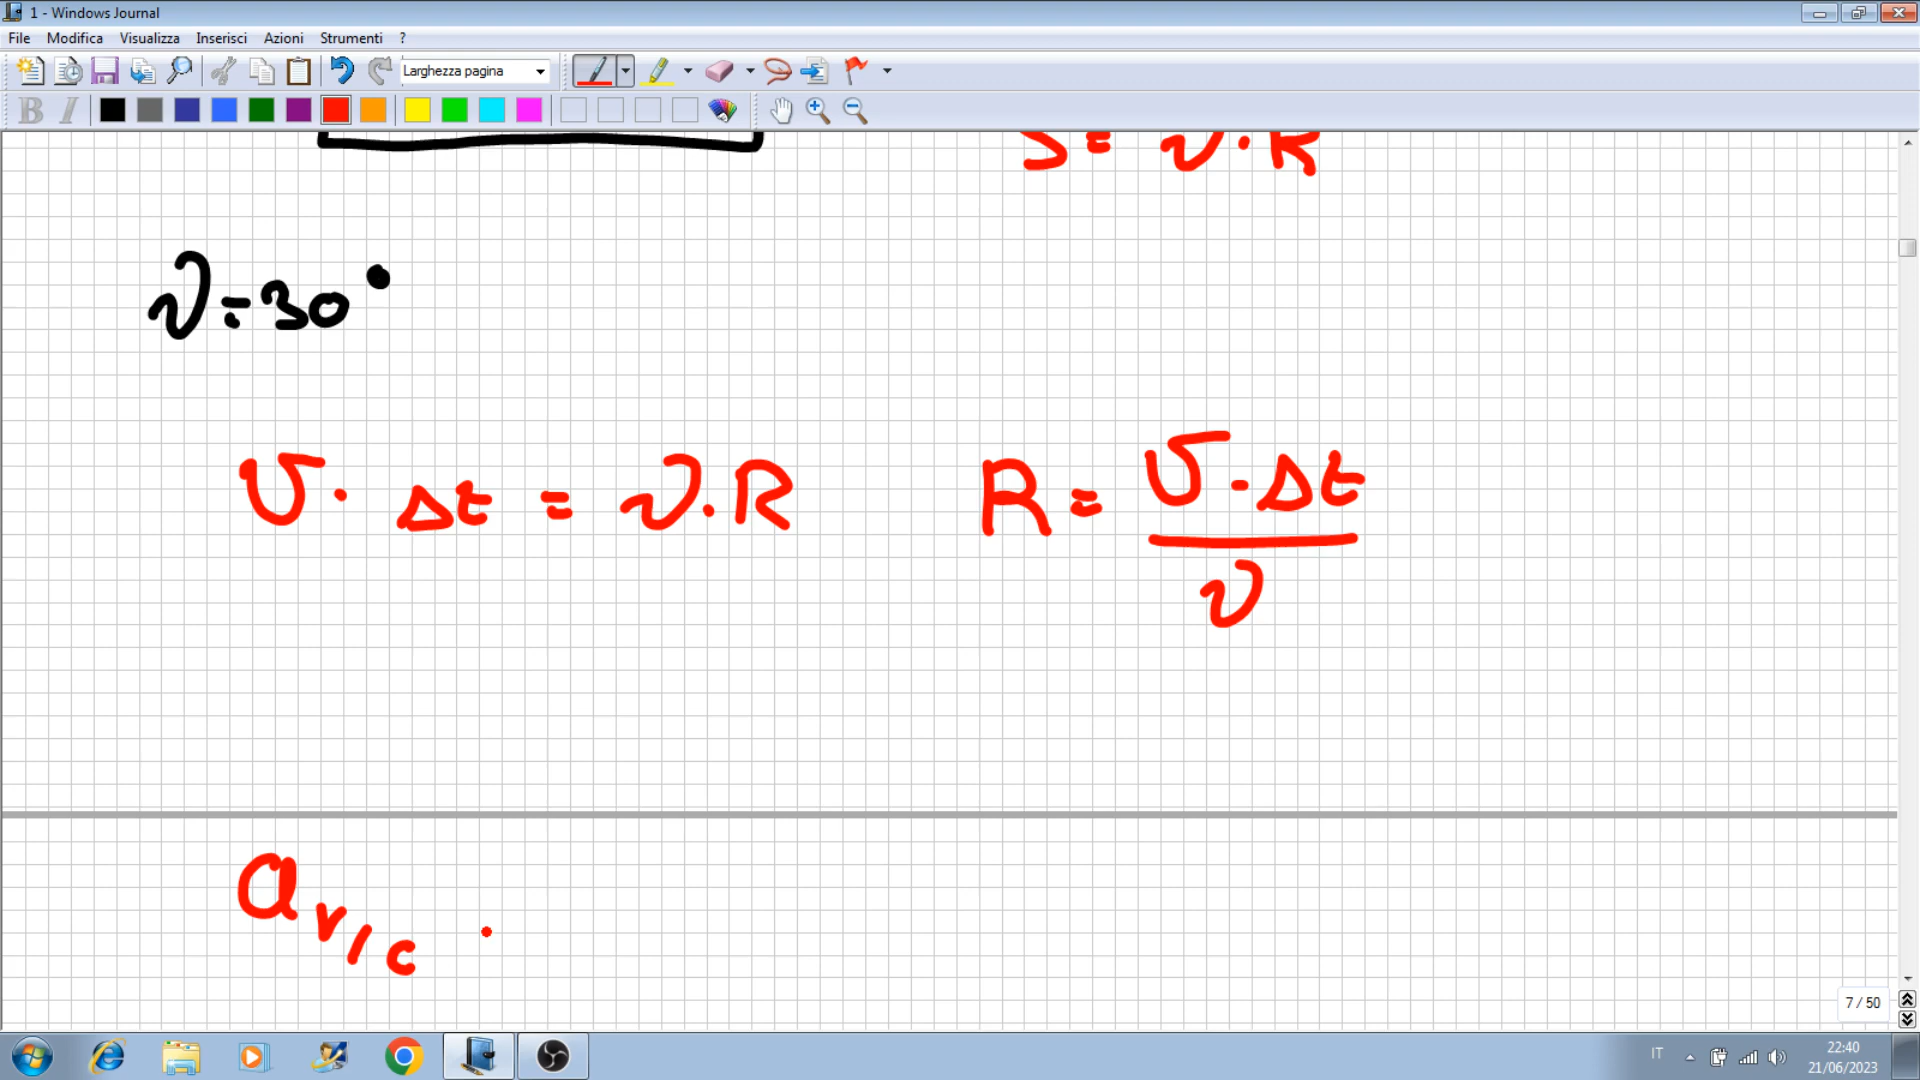 1 - Windows Journal
File Modifica Visualizza Inserisci Azioni Strumenti ?
Larghezza pagina
B I
S = ϑ · R
ϑ = 30°
v · Δt = ϑ · R
R = v · Δt
ϑ
a r/c
7 / 50
IT
22:40
21/06/2023